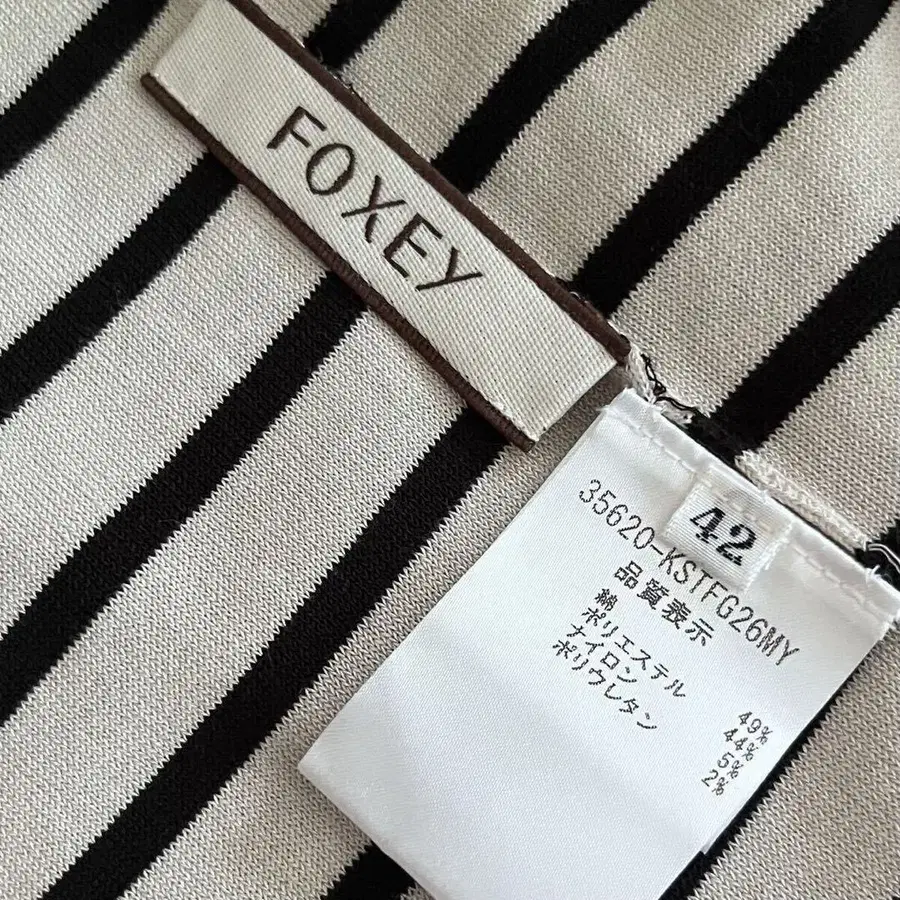 FOXEY
42
35620-KSTFG26MY
品質表示
綿 49%
ポリエステル 44%
ナイロン 5%
ポリウレタン 2%